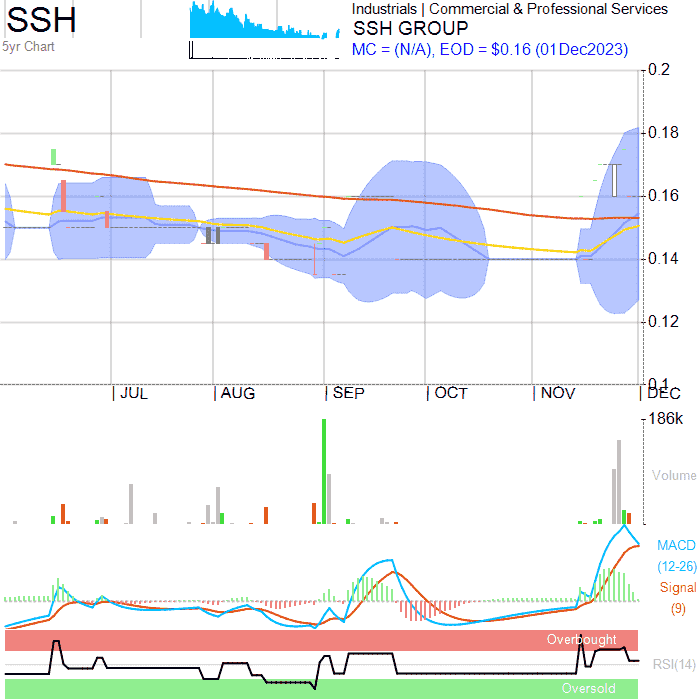 SSH
5yr Chart
Industrials | Commercial & Professional Services
SSH GROUP
MC = (N/A), EOD = $0.16 (01Dec2023)
0.2
0.18
0.16
0.14
0.12
0.1
JUL
AUG
SEP
OCT
NOV
DEC
186k
Volume
MACD
(12-26)
Signal
(9)
Overbought
RSI(14)
Oversold